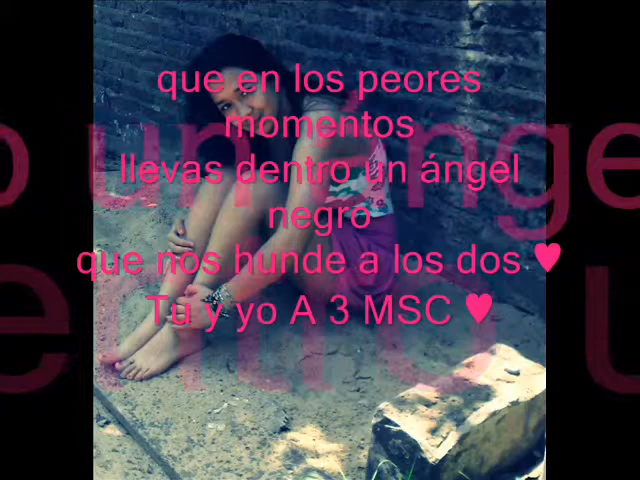 que en los peores
momentos
llevas dentro un ángel
negro
que nos hunde a los dos ♥
Tu y yo A 3 MSC ♥